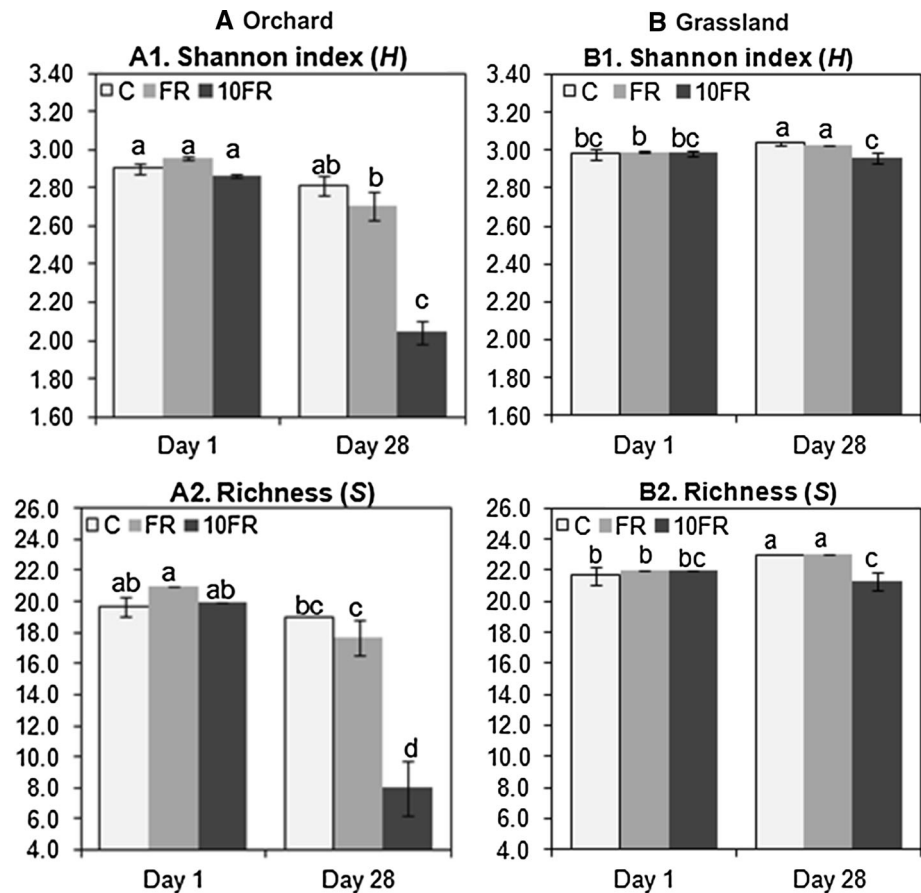 A Orchard
A1. Shannon index (H)
3.40
3.20
3.00
2.80
2.60
2.40
2.20
2.00
1.80
1.60
C FR 10FR
a a a
ab b c
Day 1 Day 28
B Grassland
B1. Shannon index (H)
3.40
3.20
3.00
2.80
2.60
2.40
2.20
2.00
1.80
1.60
C FR 10FR
bc b bc
a a c
Day 1 Day 28
A2. Richness (S)
26.0
24.0
22.0
20.0
18.0
16.0
14.0
12.0
10.0
8.0
6.0
4.0
C FR 10FR
ab a ab
bc c d
Day 1 Day 28
B2. Richness (S)
26.0
24.0
22.0
20.0
18.0
16.0
14.0
12.0
10.0
8.0
6.0
4.0
C FR 10FR
b b bc
a a c
Day 1 Day 28